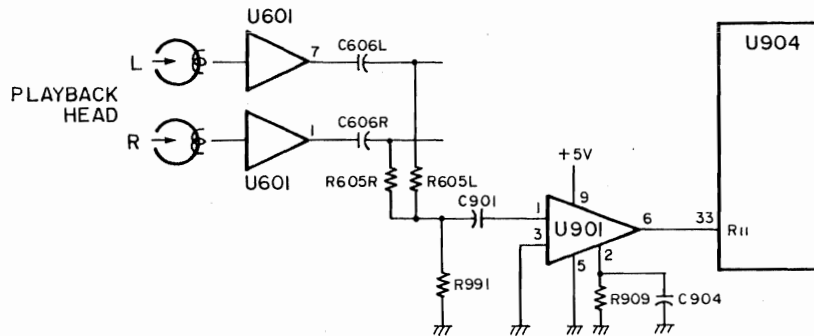 U601
7
C606L
L
PLAYBACK
HEAD
U904
R
1
C606R
U601
R605R
R605L
+5V
C901
1
9
3
U901
6
33
R11
5
2
R991
R909
C904